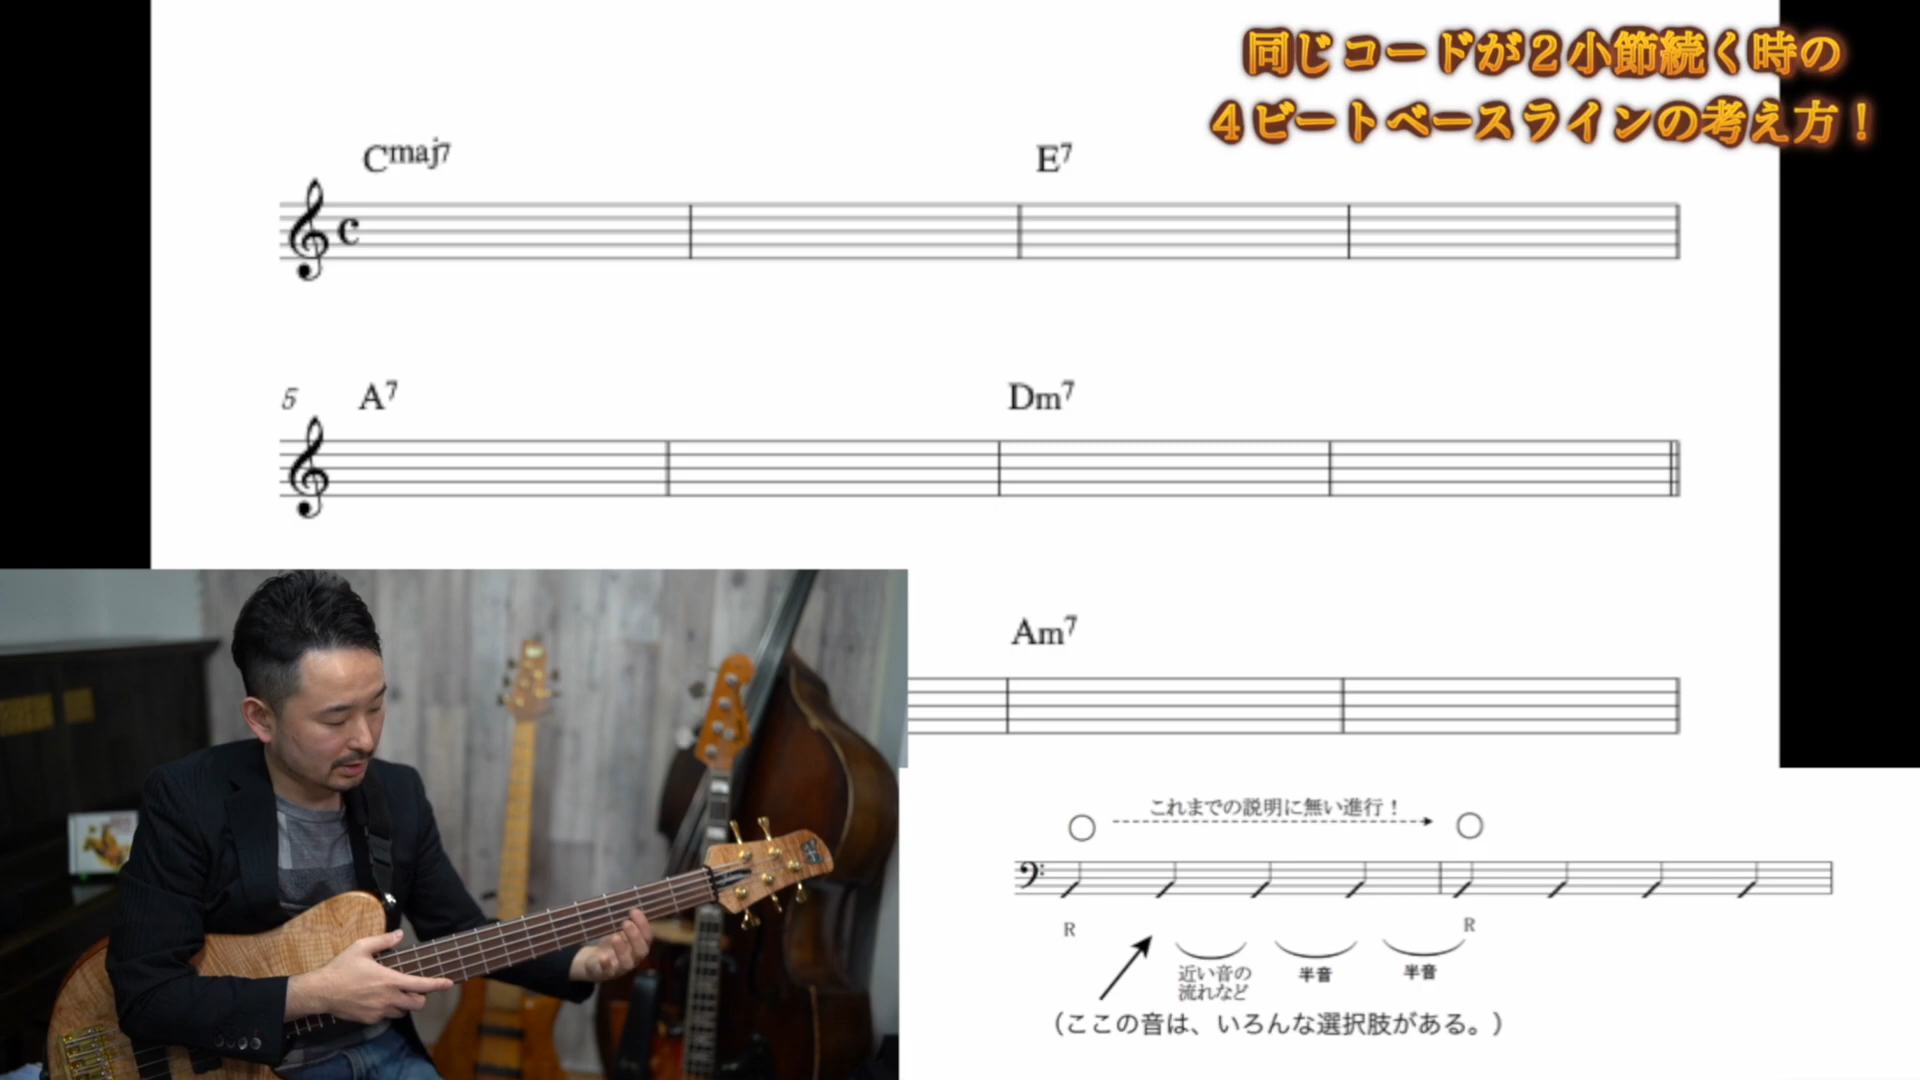 同じコードが２小節続く時の
４ビートベースラインの考え方！
Cmaj7 E7
5 A7 Dm7
Am7
これまでの説明に無い進行！
R R
近い音の
流れなど
半音 半音
（ここの音は、いろんな選択肢がある。）